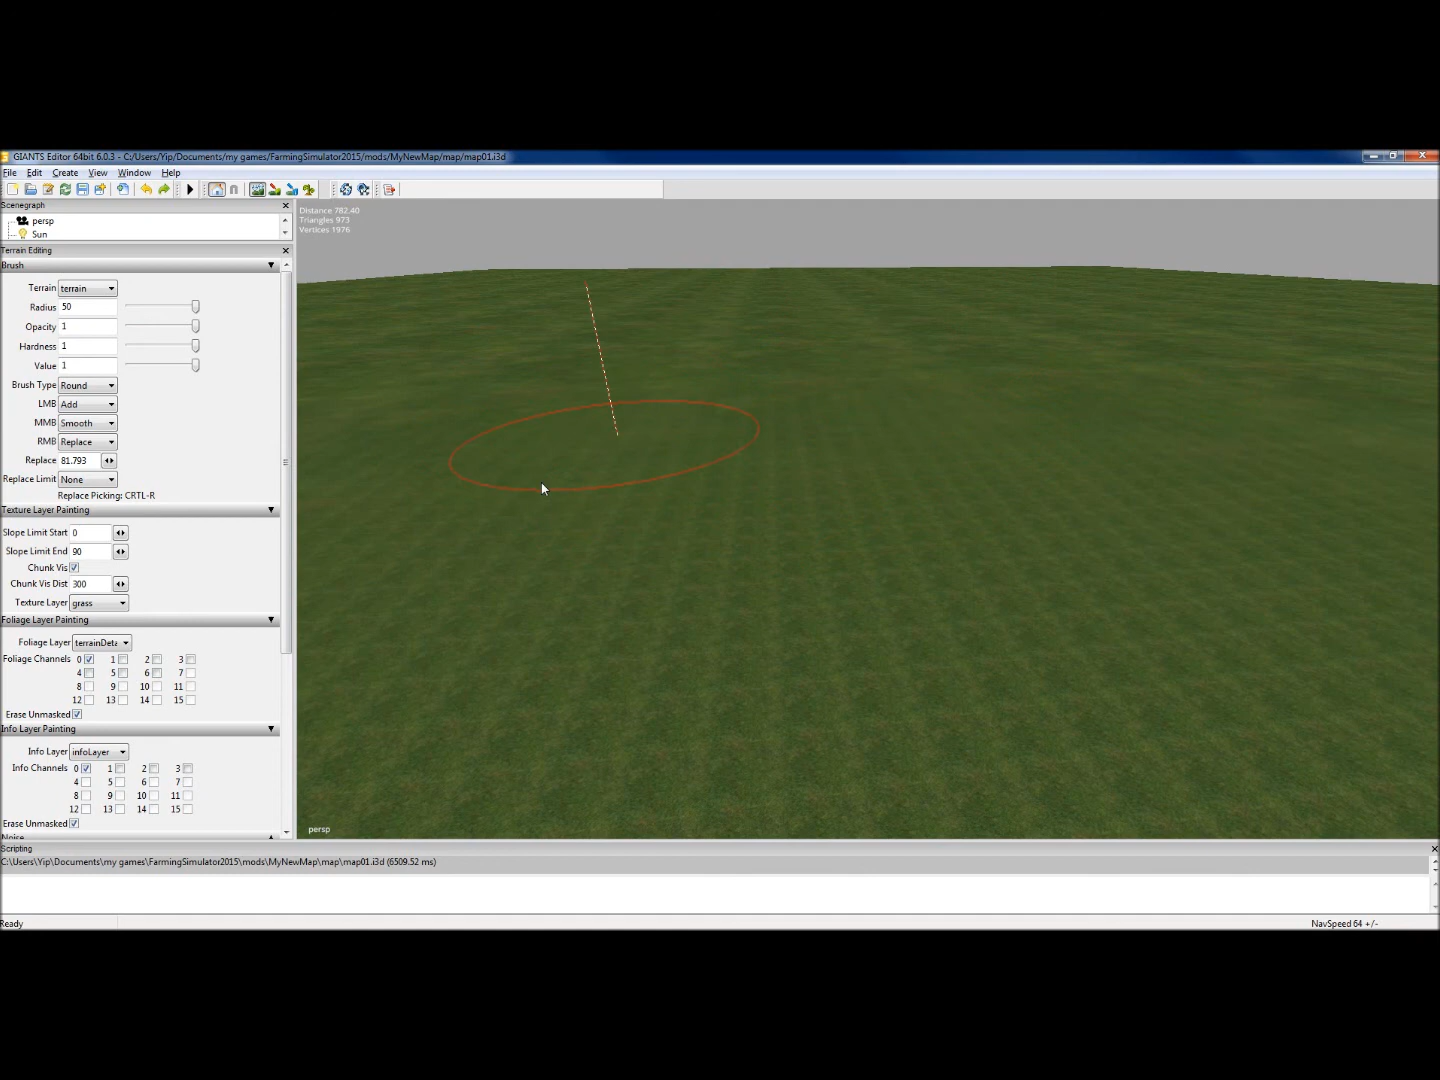 GIANTS Editor 64bit 6.0.3 - C:/Users/Yip/Documents/my games/FarmingSimulator2015/mods/MyNewMap/map/map01.i3d
File Edit Create View Window Help
Scenegraph
persp
Sun
Terrain Editing
Brush
Terrain terrain
Radius 50
Opacity 1
Hardness 1
Value 1
Brush Type Round
LMB Add
MMB Smooth
RMB Replace
Replace 81.793
Replace Limit None
Replace Picking: CRTL-R
Texture Layer Painting
Slope Limit Start 0
Slope Limit End 90
Chunk Vis
Chunk Vis Dist 300
Texture Layer grass
Foliage Layer Painting
Foliage Layer terrainDeta
Foliage Channels 0 1 2 3
4 5 6 7
8 9 10 11
12 13 14 15
Erase Unmasked
Info Layer Painting
Info Layer infoLayer
Info Channels 0 1 2 3
4 5 6 7
8 9 10 11
12 13 14 15
Erase Unmasked
Noise
Distance 782.40
Triangles 973
Vertices 1976
persp
Scripting
C:\Users\Yip\Documents\my games\FarmingSimulator2015\mods\MyNewMap\map\map01.i3d (6509.52 ms)
Ready
NavSpeed 64 +/-